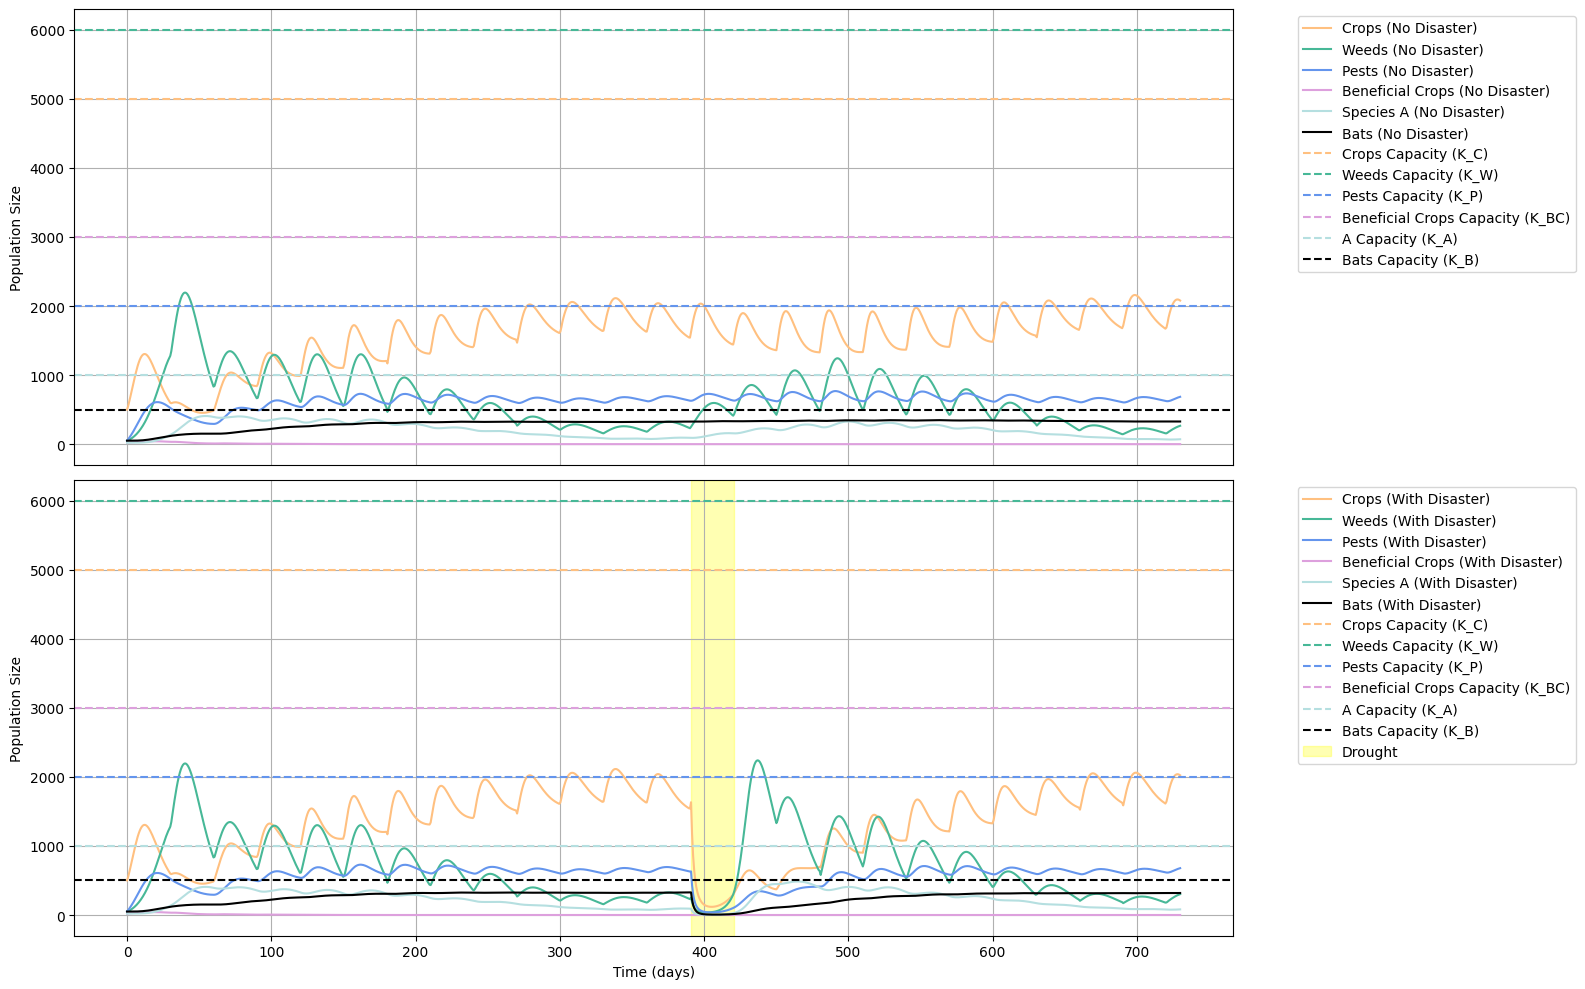 6000
5000
4000
3000
2000
1000
0
Population Size
Crops (No Disaster)
Weeds (No Disaster)
Pests (No Disaster)
Beneficial Crops (No Disaster)
Species A (No Disaster)
Bats (No Disaster)
Crops Capacity (K_C)
Weeds Capacity (K_W)
Pests Capacity (K_P)
Beneficial Crops Capacity (K_BC)
A Capacity (K_A)
Bats Capacity (K_B)
6000
5000
4000
3000
2000
1000
0
Population Size
0 100 200 300 400 500 600 700
Time (days)
Crops (With Disaster)
Weeds (With Disaster)
Pests (With Disaster)
Beneficial Crops (With Disaster)
Species A (With Disaster)
Bats (With Disaster)
Crops Capacity (K_C)
Weeds Capacity (K_W)
Pests Capacity (K_P)
Beneficial Crops Capacity (K_BC)
A Capacity (K_A)
Bats Capacity (K_B)
Drought